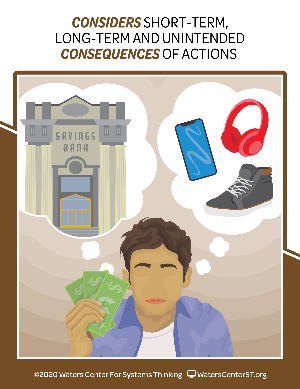 CONSIDERS SHORT-TERM,
LONG-TERM AND UNINTENDED
CONSEQUENCES OF ACTIONS
SAVINGS
BANK
$ $ $
©2020 Waters Center For Systems Thinking WatersCenterST.org